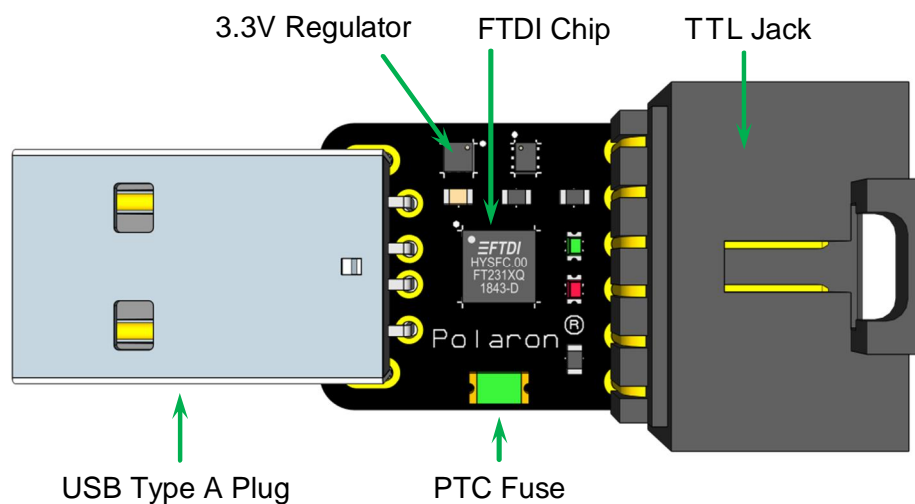 3.3V Regulator
FTDI Chip
TTL Jack
FTDI
HYSFC.00
FT231XQ
1843-D
Polaron®
USB Type A Plug
PTC Fuse